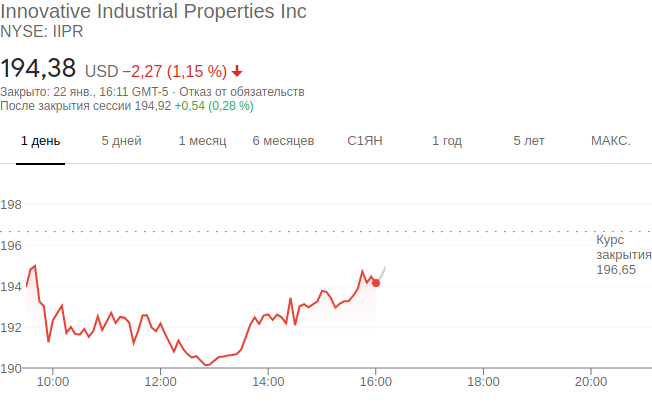 Innovative Industrial Properties Inc
NYSE: IIPR
194,38 USD −2,27 (1,15 %)
Закрыто: 22 янв., 16:11 GMT-5 · Отказ от обязательств
После закрытия сессии 194,92 +0,54 (0,28 %)
1 день 5 дней 1 месяц 6 месяцев С1ЯН 1 год 5 лет МАКС.
198
196
Курс
закрытия
196,65
194
192
190
10:00 12:00 14:00 16:00 18:00 20:00